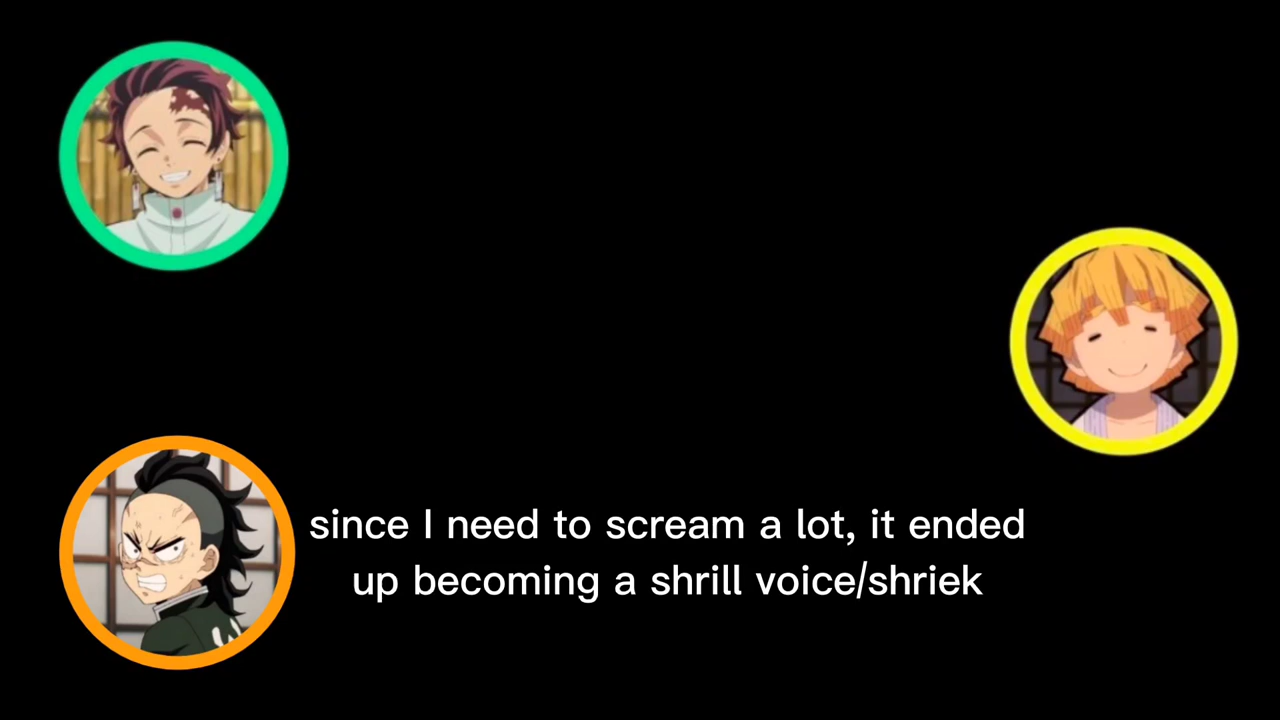 since I need to scream a lot, it ended
up becoming a shrill voice/shriek